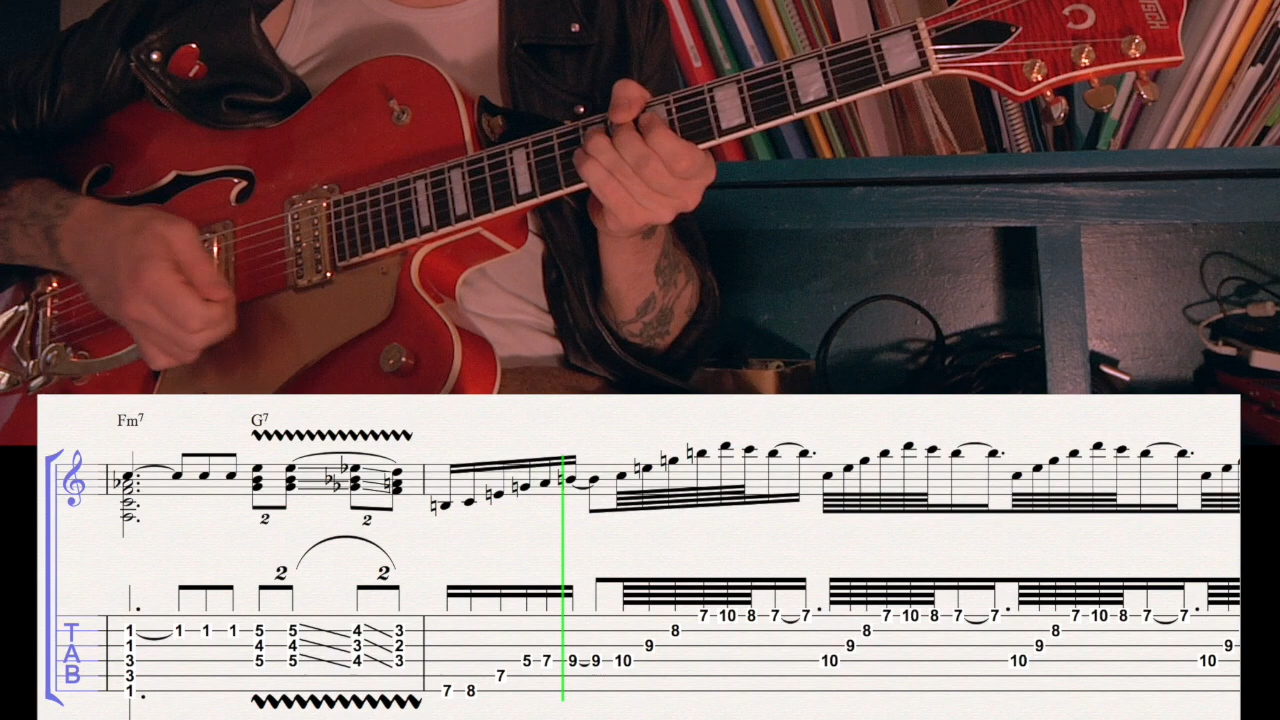 Fm7 G7
2 2
2 2
7 10 8 7 7 7 10 8 7 7 7 10 8 7 7
T 1 1 1 1 5 5 4 3 8 8 8
A 1 4 4 3 2 9 9 9 9
B 3 5 5 4 3 5 7 9 9 10 10 10 10
3 7
1 7 8